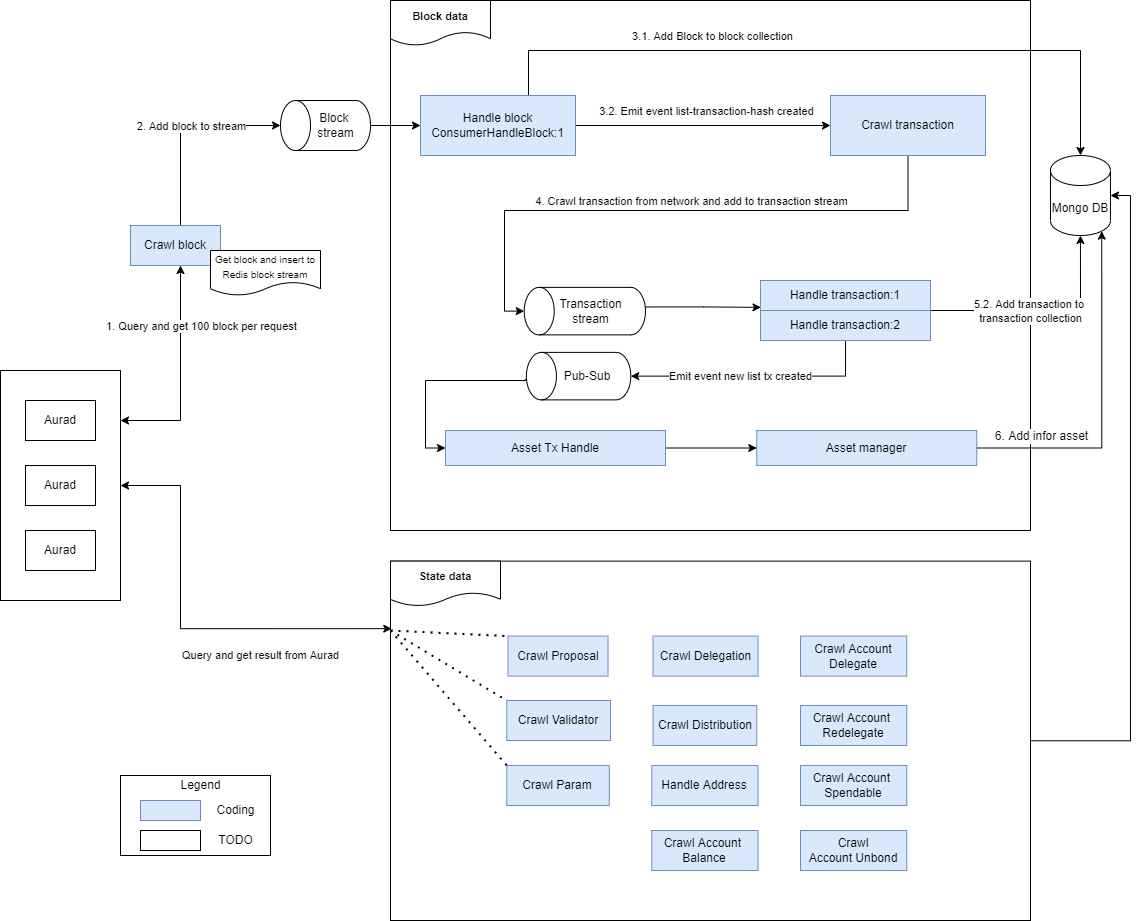 Block data
3.1. Add Block to block collection
2. Add block to stream
Block
stream
Handle block
ConsumerHandleBlock:1
3.2. Emit event list-transaction-hash created
Crawl transaction
Mongo DB
4. Crawl transaction from network and add to transaction stream
Crawl block
Get block and insert to
Redis block stream
1. Query and get 100 block per request
Transaction
stream
Handle transaction:1
Handle transaction:2
5.2. Add transaction to
transaction collection
Pub-Sub
Emit event new list tx created
Asset Tx Handle
Asset manager
6. Add infor asset
Aurad
Aurad
Aurad
State data
Query and get result from Aurad
Crawl Proposal
Crawl Delegation
Crawl Account
Delegate
Crawl Validator
Crawl Distribution
Crawl Account
Redelegate
Crawl Param
Handle Address
Crawl Account
Spendable
Crawl Account
Balance
Crawl
Account Unbond
Legend
Coding
TODO